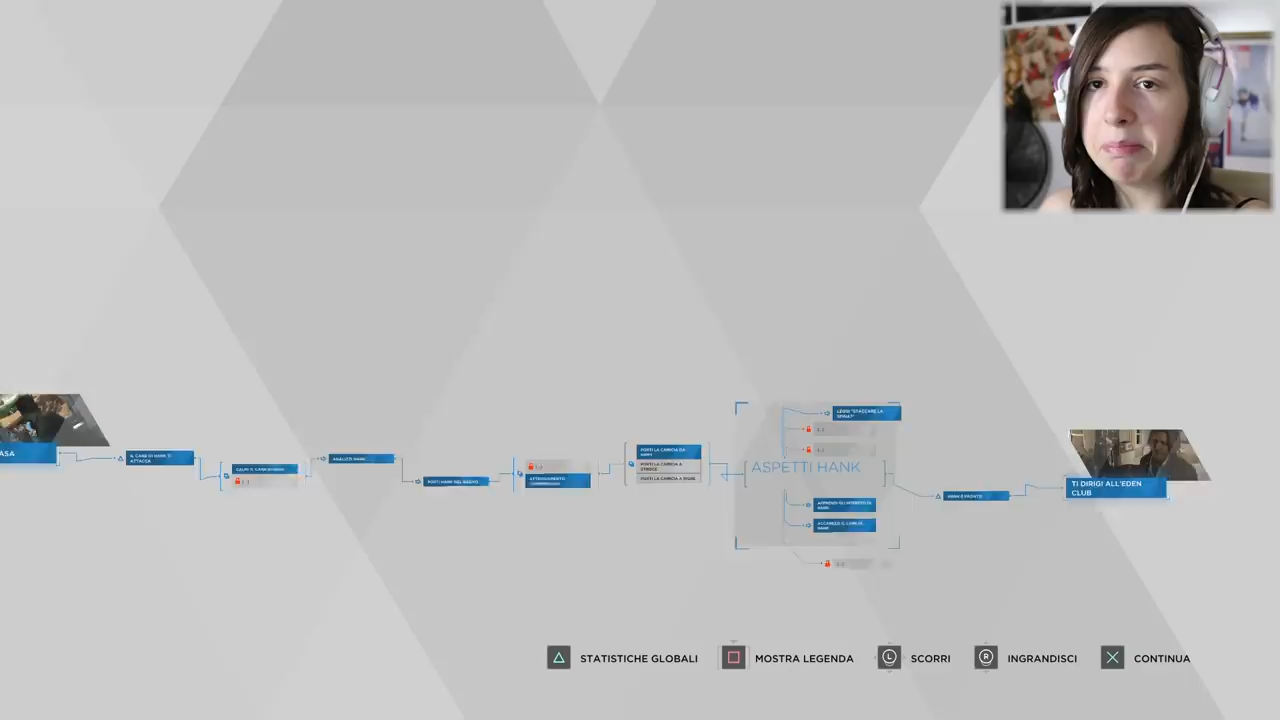 ASA
IL CANE DI HANK TI
ATTACCA
ANALIZZI HANK
PORTI HANK NEL BAGNO
ATTEGGIAMENTO
PORTI LA CAMICIA DA
HAPPY
PORTI LA CAMICIA A
STRISCE
PORTI LA CAMICIA A RIGHE
LEGGI "STACCARE LA
SPINA?"
ASPETTI HANK
APPRENDI GLI INTERESSI DI
HANK
ACCAREZZI IL CANE DI
HANK
HANK È PRONTO
TI DIRIGI ALL'EDEN
CLUB
STATISTICHE GLOBALI
MOSTRA LEGENDA
L
SCORRI
R
INGRANDISCI
CONTINUA